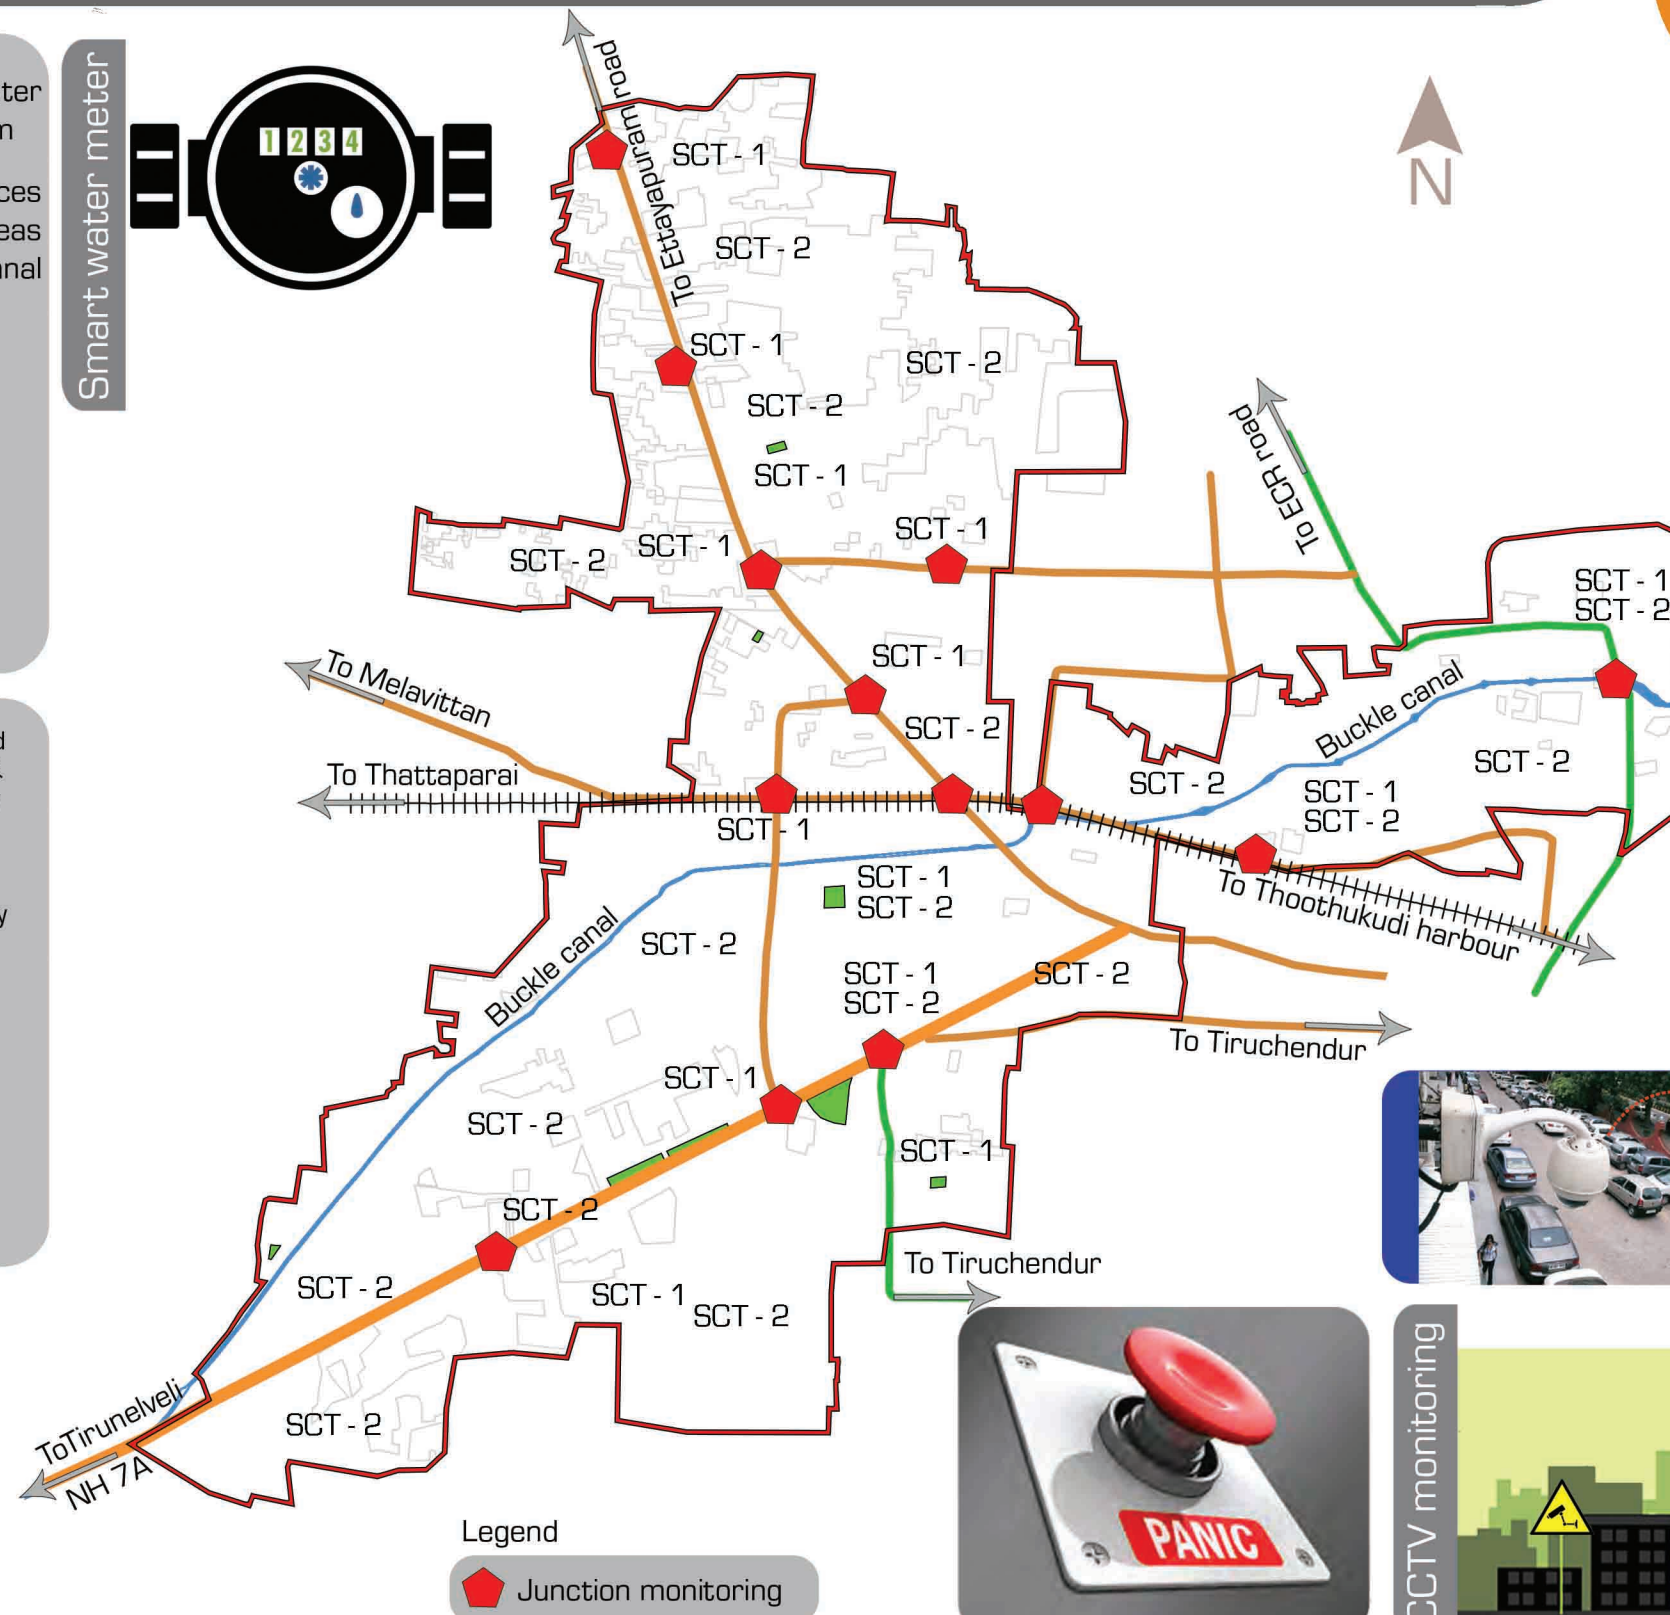 ter
m
ces
eas
anal
d
y
Smart water meter
1234
To Ettayapuram road
SCT - 1
SCT - 2
SCT - 1
SCT - 2
SCT - 2
SCT - 1
SCT - 1
SCT - 1
SCT - 2
N
To ECR road
SCT - 1
SCT - 2
SCT - 1
SCT - 2
To Melavittan
To Thattaparai
SCT - 1
Buckle canal
SCT - 2
SCT - 2
SCT - 1
SCT - 2
To Thoothukudi harbour
SCT - 1
SCT - 2
SCT - 2
Buckle canal
SCT - 1
SCT - 2
SCT - 2
To Tiruchendur
SCT - 1
SCT - 2
SCT - 1
SCT - 2
SCT - 2
SCT - 1
SCT - 2
To Tiruchendur
SCT - 2
ToTirunelveli
NH 7A
Legend
Junction monitoring
PANIC
CCTV monitoring